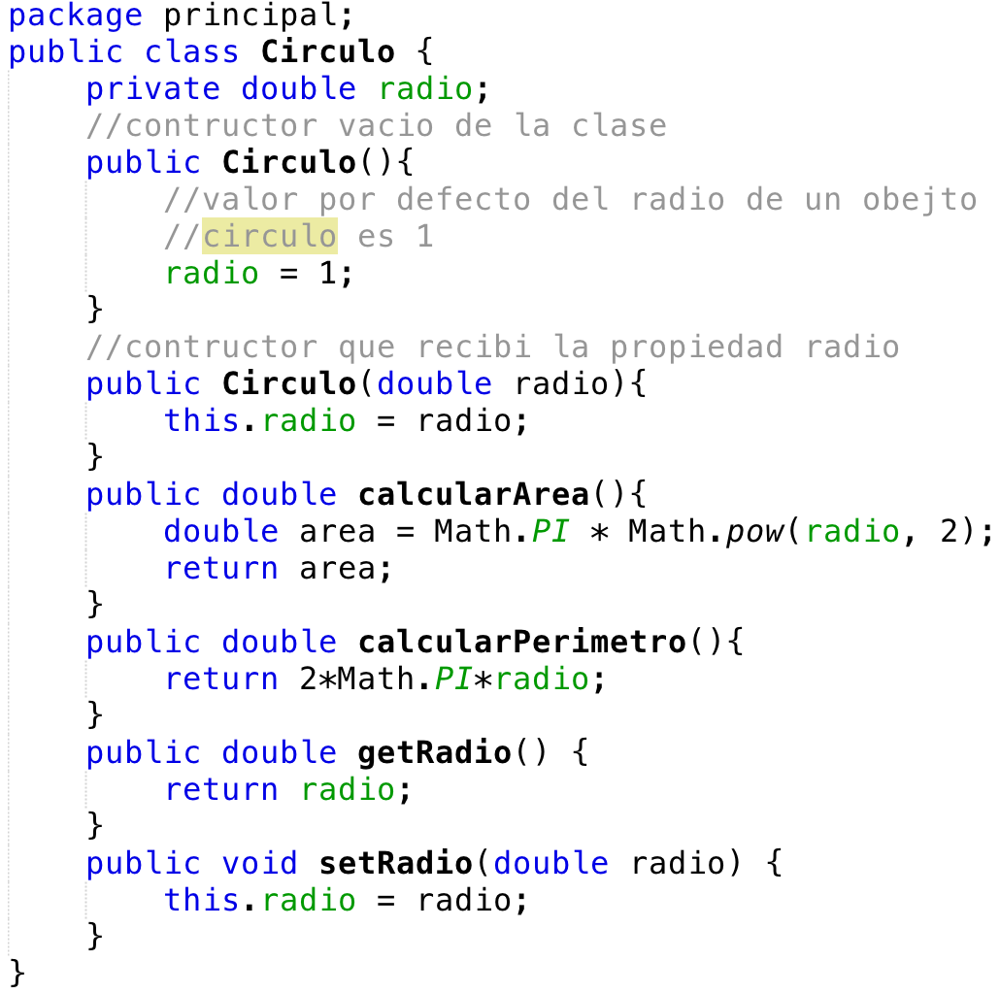 package principal;
public class Circulo {
    private double radio;
    //contructor vacio de la clase
    public Circulo(){
        //valor por defecto del radio de un obejto
        //circulo es 1
        radio = 1;
    }
    //contructor que recibi la propiedad radio
    public Circulo(double radio){
        this.radio = radio;
    }
    public double calcularArea(){
        double area = Math.PI * Math.pow(radio, 2);
        return area;
    }
    public double calcularPerimetro(){
        return 2*Math.PI*radio;
    }
    public double getRadio() {
        return radio;
    }
    public void setRadio(double radio) {
        this.radio = radio;
    }
}